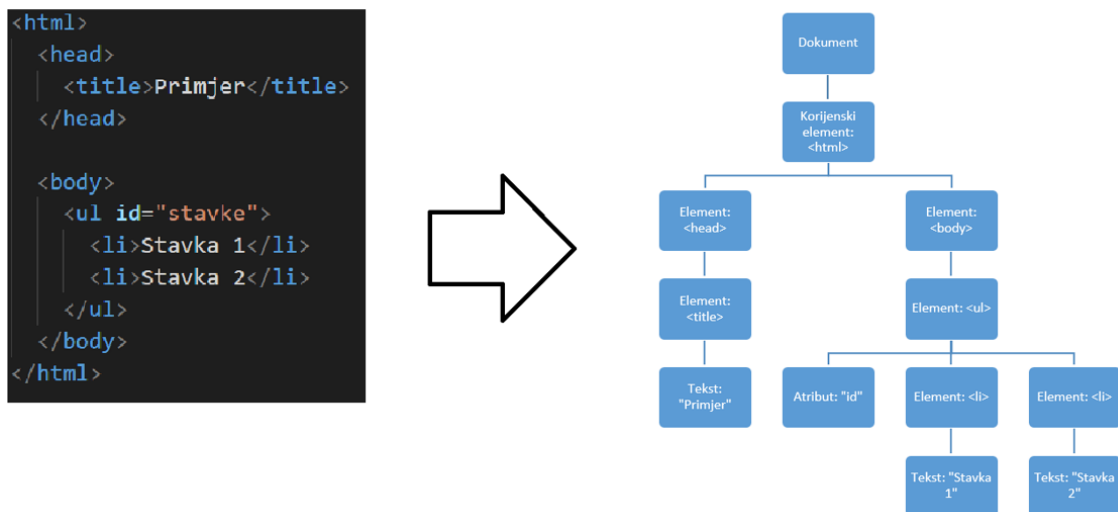 <html>
<head>
<title>Primjer</title>
</head>
<body>
<ul id="stavke">
<li>Stavka 1</li>
<li>Stavka 2</li>
</ul>
</body>
</html>
Dokument
Korijenski
element:
<html>
Element:
<head>
Element:
<body>
Element:
<title>
Element: <ul>
Tekst:
"Primjer"
Atribut: "id"
Element: <li>
Element: <li>
Tekst: "Stavka
1"
Tekst: "Stavka
2"